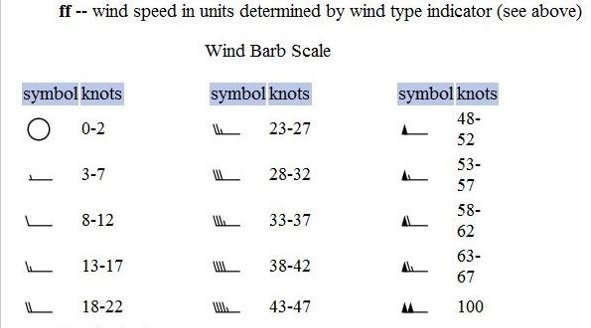 ff -- wind speed in units determined by wind type indicator (see above)
Wind Barb Scale
symbol knots symbol knots symbol knots
0-2 23-27 48-
52
3-7 28-32 53-
57
8-12 33-37 58-
62
13-17 38-42 63-
67
18-22 43-47 100